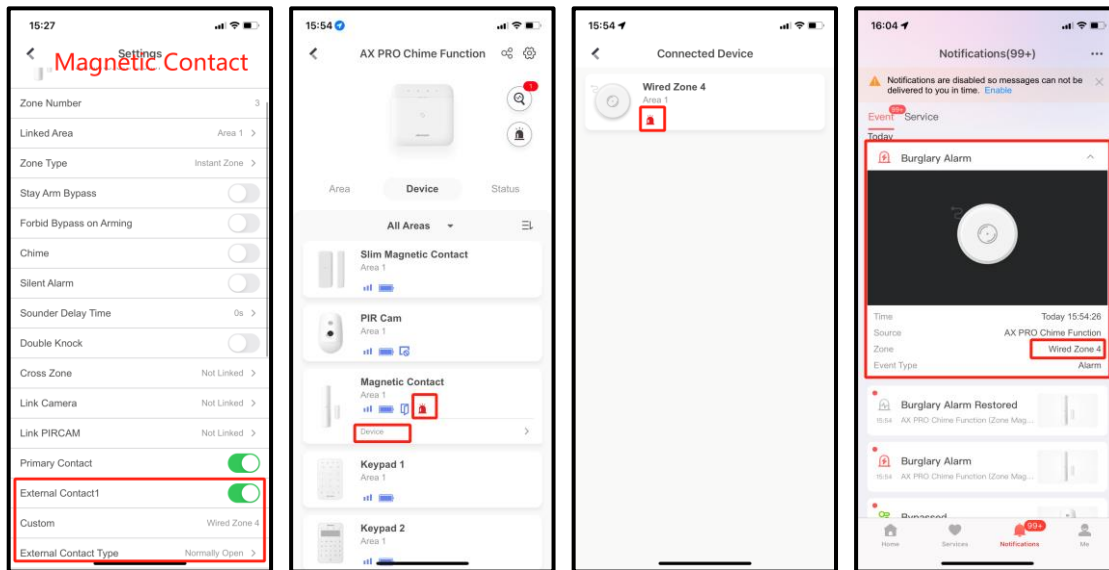 15:27
Settings
Magnetic Contact
Zone Number 3
Linked Area Area 1 >
Zone Type Instant Zone >
Stay Arm Bypass
Forbid Bypass on Arming
Chime
Silent Alarm
Sounder Delay Time 0s >
Double Knock
Cross Zone Not Linked >
Link Camera Not Linked >
Link PIRCAM Not Linked >
Primary Contact
External Contact1
Custom Wired Zone 4
External Contact Type Normally Open >
15:54
AX PRO Chime Function
1
Area Device Status
All Areas
Slim Magnetic Contact
Area 1
PIR Cam
Area 1
Magnetic Contact
Area 1
Device >
Keypad 1
Area 1
Keypad 2
Area 1
15:54
Connected Device
Wired Zone 4
Area 1
16:04
Notifications(99+) ...
Notifications are disabled so messages can not be
delivered to you in time. Enable
99+
Event Service
Today
Burglary Alarm
Time Today 15:54:26
Source AX PRO Chime Function
Zone Wired Zone 4
Event Type Alarm
Burglary Alarm Restored
15:54 AX PRO Chime Function (Zone Mag...
Burglary Alarm
15:54 AX PRO Chime Function (Zone Mag...
Bypassed
99+
Home Services Notifications Me